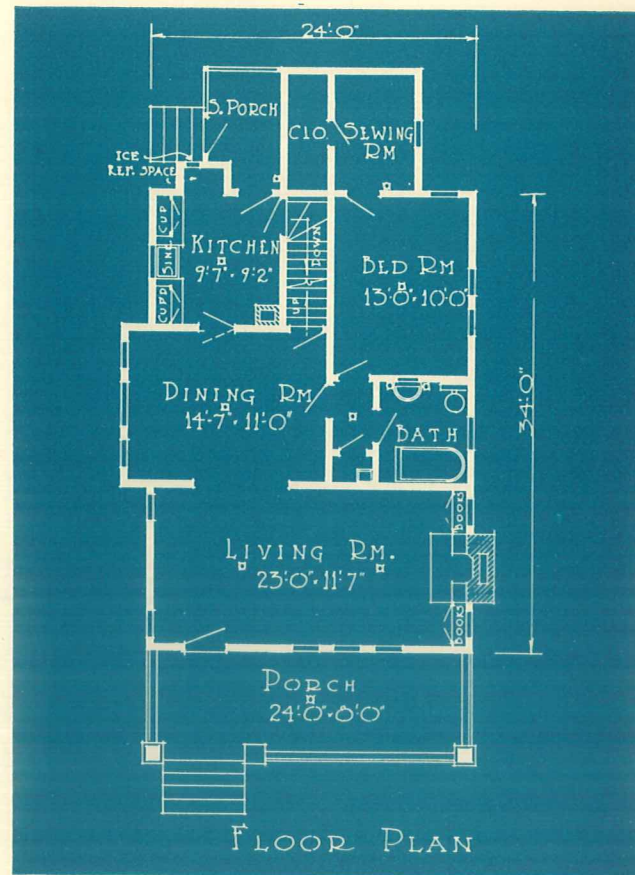 24'-0"
S. PORCH
CLO.
SEWING
RM
ICE
REF. SPACE
CUP'D
KITCHEN
9'-7" - 9'-2"
SINK
DOWN
BED RM
13'-0" - 10'-0"
CUP'D
UP
DINING RM
14'-7" - 11'-0"
34'-0"
BATH
BOOKS
LIVING RM.
23'-0" - 11'-7"
BOOKS
PORCH
24'-0" - 8'-0"
FLOOR PLAN